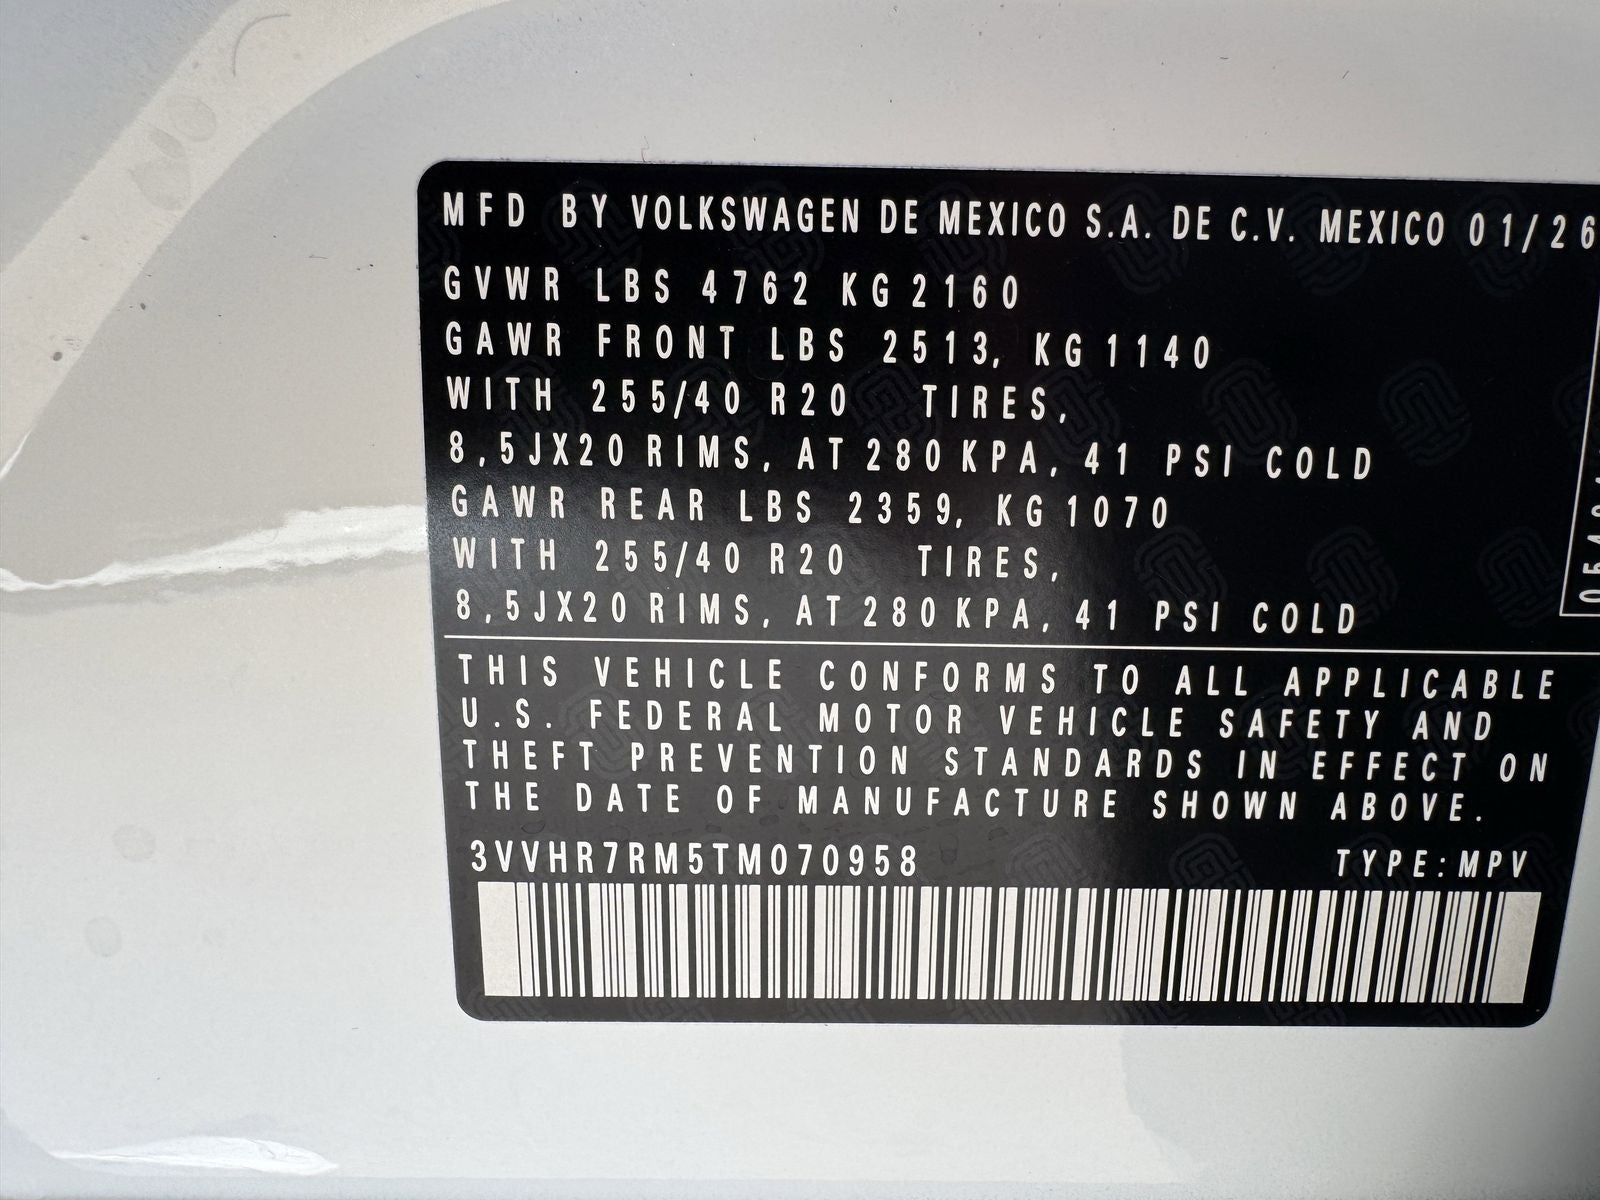 MFD BY VOLKSWAGEN DE MEXICO S.A. DE C.V. MEXICO 01/26
GVWR LBS 4762 KG 2160
GAWR FRONT LBS 2513, KG 1140
WITH 255/40 R20 TIRES,
8,5JX20 RIMS, AT 280 KPA, 41 PSI COLD
GAWR REAR LBS 2359, KG 1070
WITH 255/40 R20 TIRES,
8,5JX20 RIMS, AT 280 KPA, 41 PSI COLD
THIS VEHICLE CONFORMS TO ALL APPLICABLE
U.S. FEDERAL MOTOR VEHICLE SAFETY AND
THEFT PREVENTION STANDARDS IN EFFECT ON
THE DATE OF MANUFACTURE SHOWN ABOVE.
3VVHR7RM5TM070958 TYPE:MPV